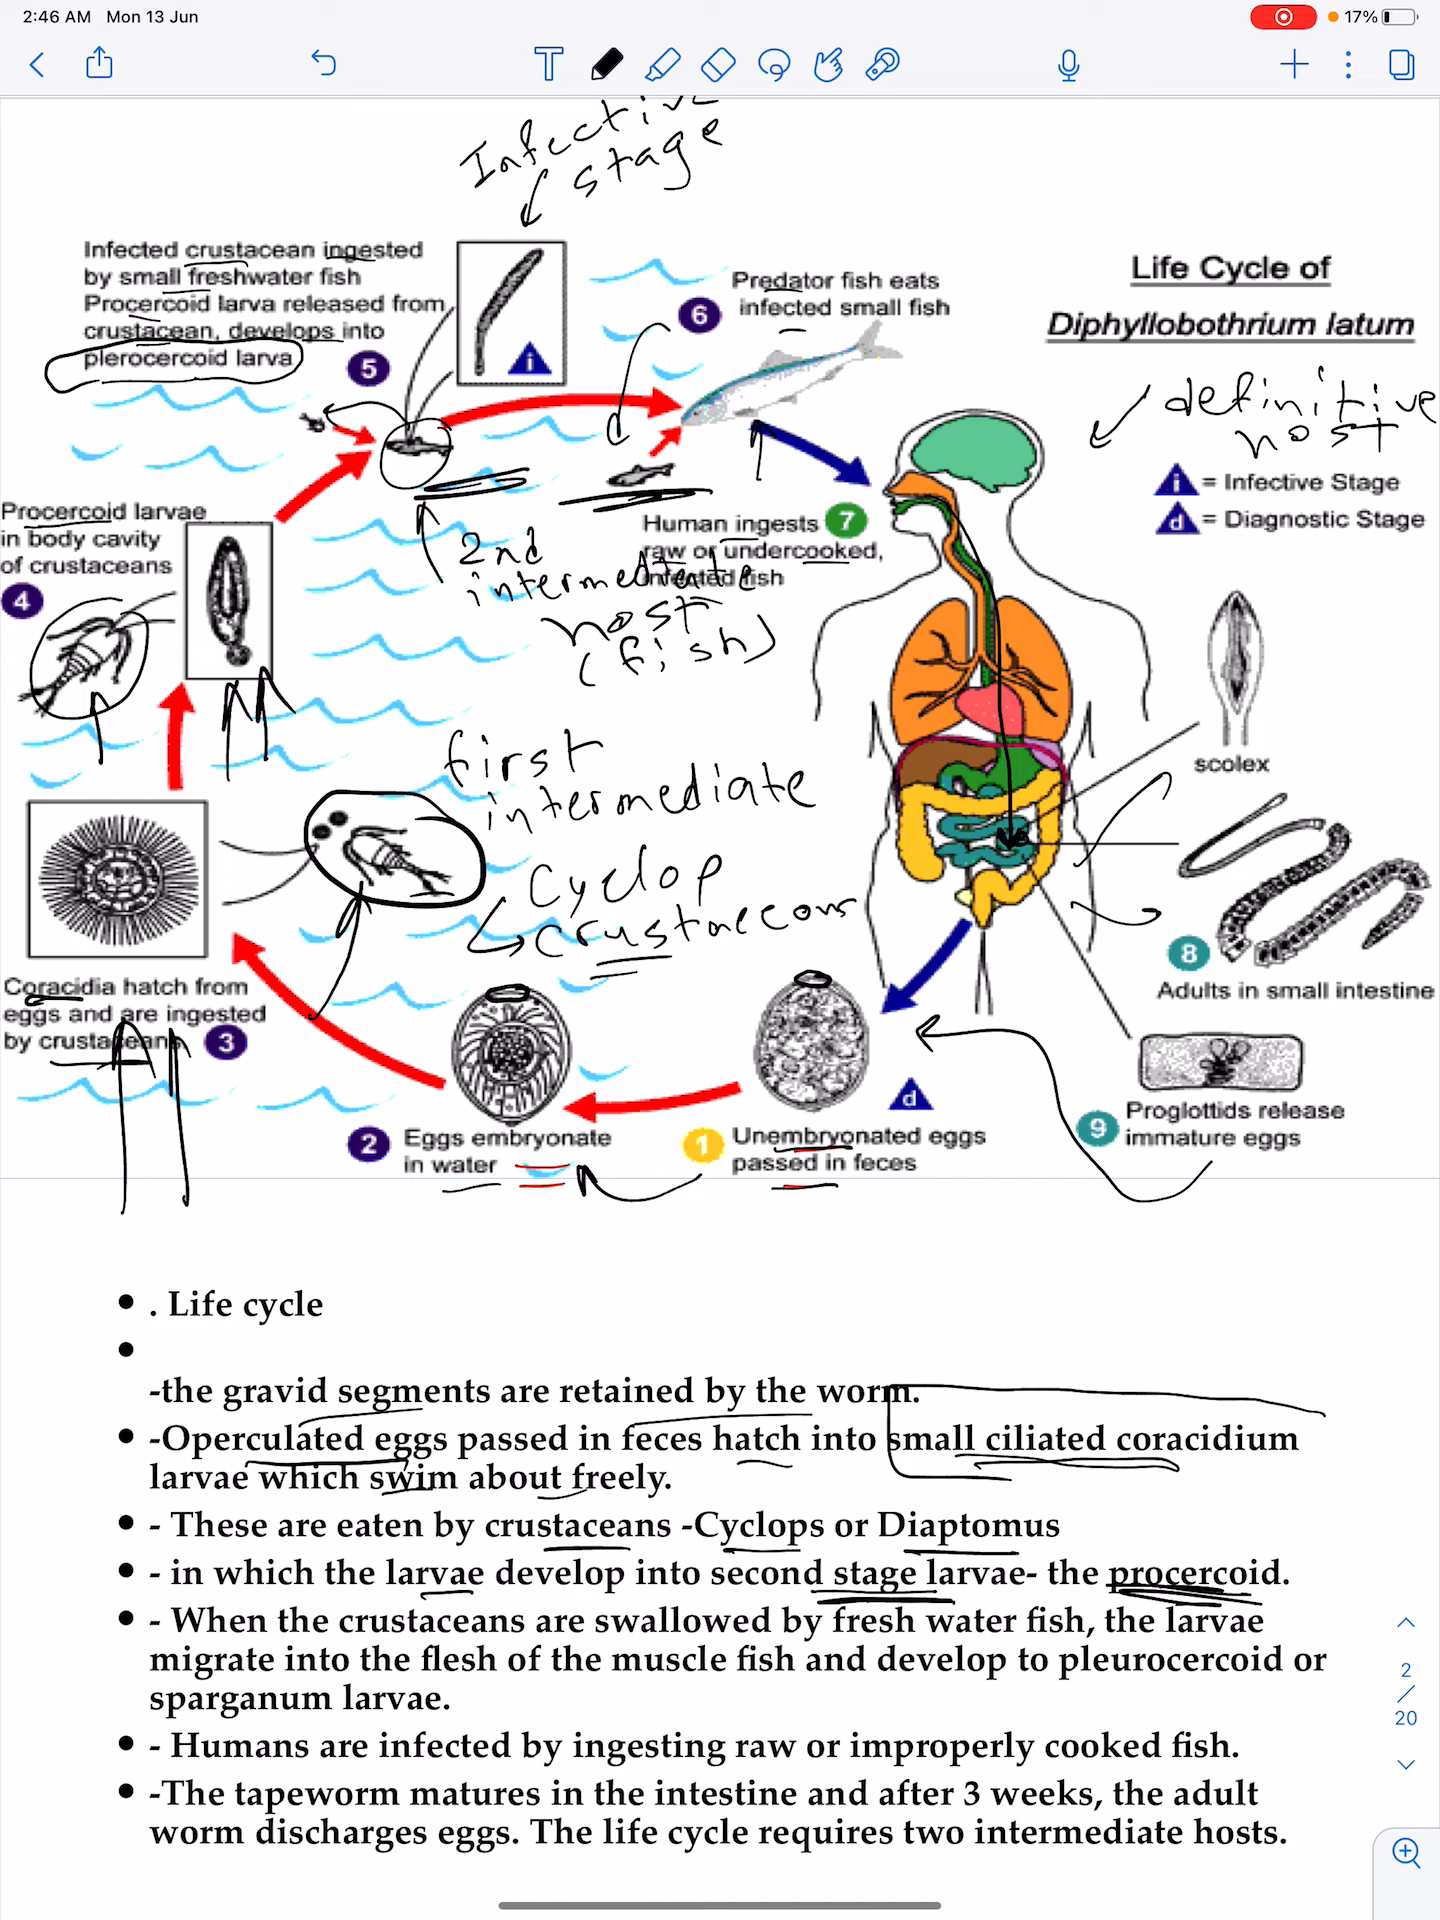 2:46 AM Mon 13 Jun
17%
Infective
stage
Infected crustacean ingested
by small freshwater fish
Procercoid larva released from
crustacean, develops into
plerocercoid larva
5
i
6
Predator fish eats
infected small fish
Life Cycle of
Diphyllobothrium latum
definitive
host
i = Infective Stage
d = Diagnostic Stage
Procercoid larvae
in body cavity
of crustaceans
4
2nd
intermediate
host
(fish)
Human ingests 7
raw or undercooked,
infected fish
scolex
first
intermediate
Cyclop
8
Adults in small intestine
Coracidia hatch from
eggs and are ingested
by crustaceans 3
d
2 Eggs embryonate
in water
1 Unembryonated eggs
passed in feces
9 Proglottids release
immature eggs
• . Life cycle
•
-the gravid segments are retained by the worm.
• -Operculated eggs passed in feces hatch into small ciliated coracidium
larvae which swim about freely.
• - These are eaten by crustaceans -Cyclops or Diaptomus
• - in which the larvae develop into second stage larvae- the procercoid.
• - When the crustaceans are swallowed by fresh water fish, the larvae
migrate into the flesh of the muscle fish and develop to pleurocercoid or
sparganum larvae.
• - Humans are infected by ingesting raw or improperly cooked fish.
• -The tapeworm matures in the intestine and after 3 weeks, the adult
worm discharges eggs. The life cycle requires two intermediate hosts.
2
/
20